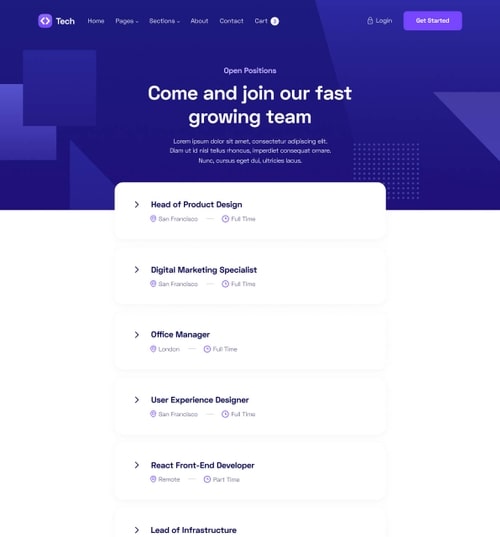 Tech Home Pages Sections About Contact Cart Login Get Started
Open Positions
Come and join our fast
growing team
Lorem ipsum dolor sit amet, consectetur adipiscing elit.
Diam ut id nisl tellus rhoncus, imperdiet consequat ornare.
Nunc, cursus eget dui, ultricies lacus.
Head of Product Design
San Francisco — Full Time
Digital Marketing Specialist
San Francisco — Full Time
Office Manager
London — Full Time
User Experience Designer
San Francisco — Full Time
React Front-End Developer
Remote — Part Time
Lead of Infrastructure